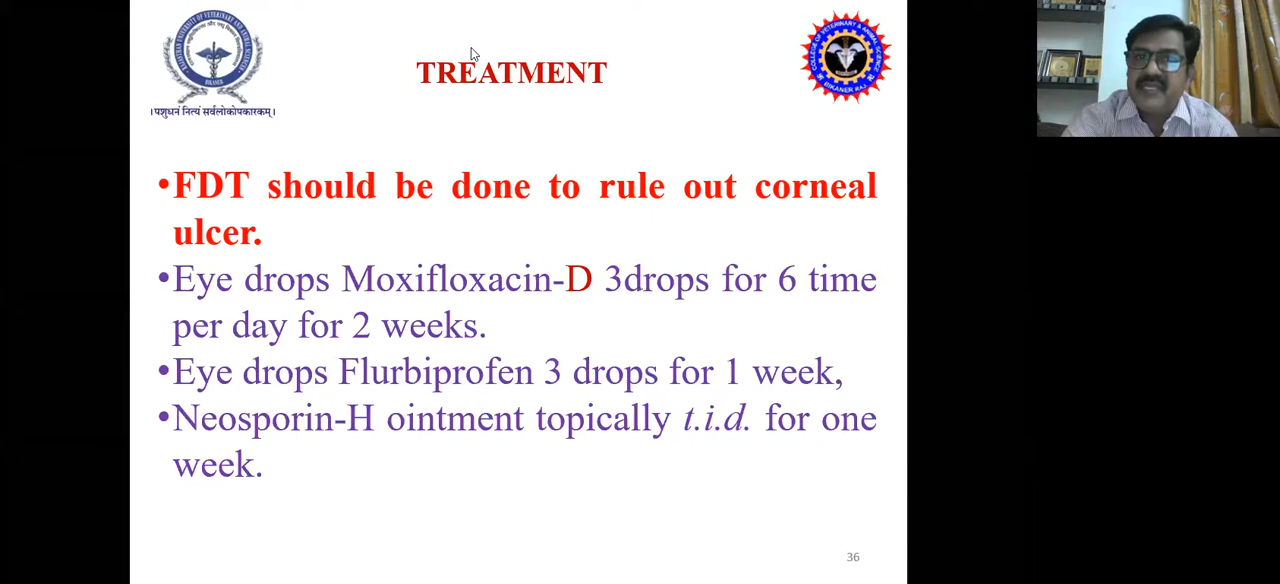 TREATMENT
पशुधनं नित्यं सर्वलोकोपकारकम्
•FDT should be done to rule out corneal
ulcer.
•Eye drops Moxifloxacin-D 3drops for 6 time
per day for 2 weeks.
•Eye drops Flurbiprofen 3 drops for 1 week,
•Neosporin-H ointment topically t.i.d. for one
week.
36